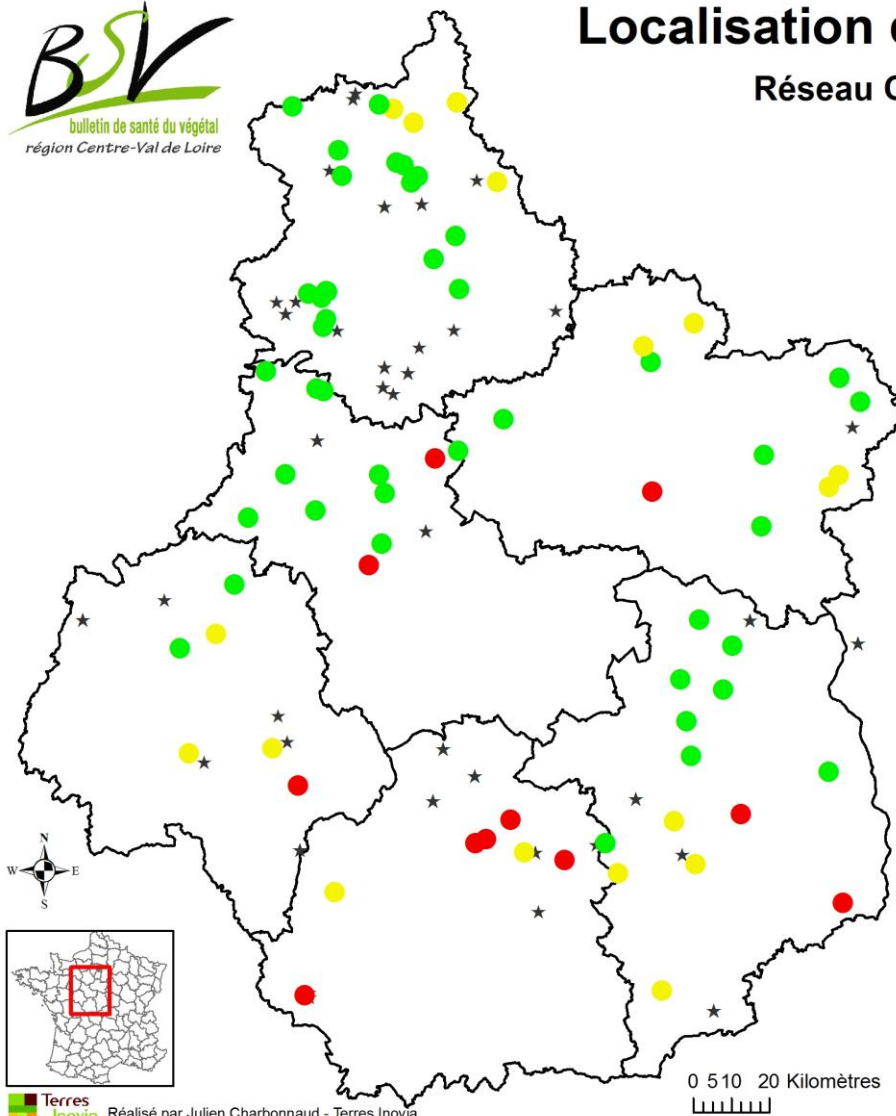 Localisation
Réseau
BSV
bulletin de santé du végétal
région Centre-Val de Loire
N
W E
S
0 5 10 20 Kilomètres
Terres
Inovia Réalisé par Julien Charbonnaud - Terres Inovia